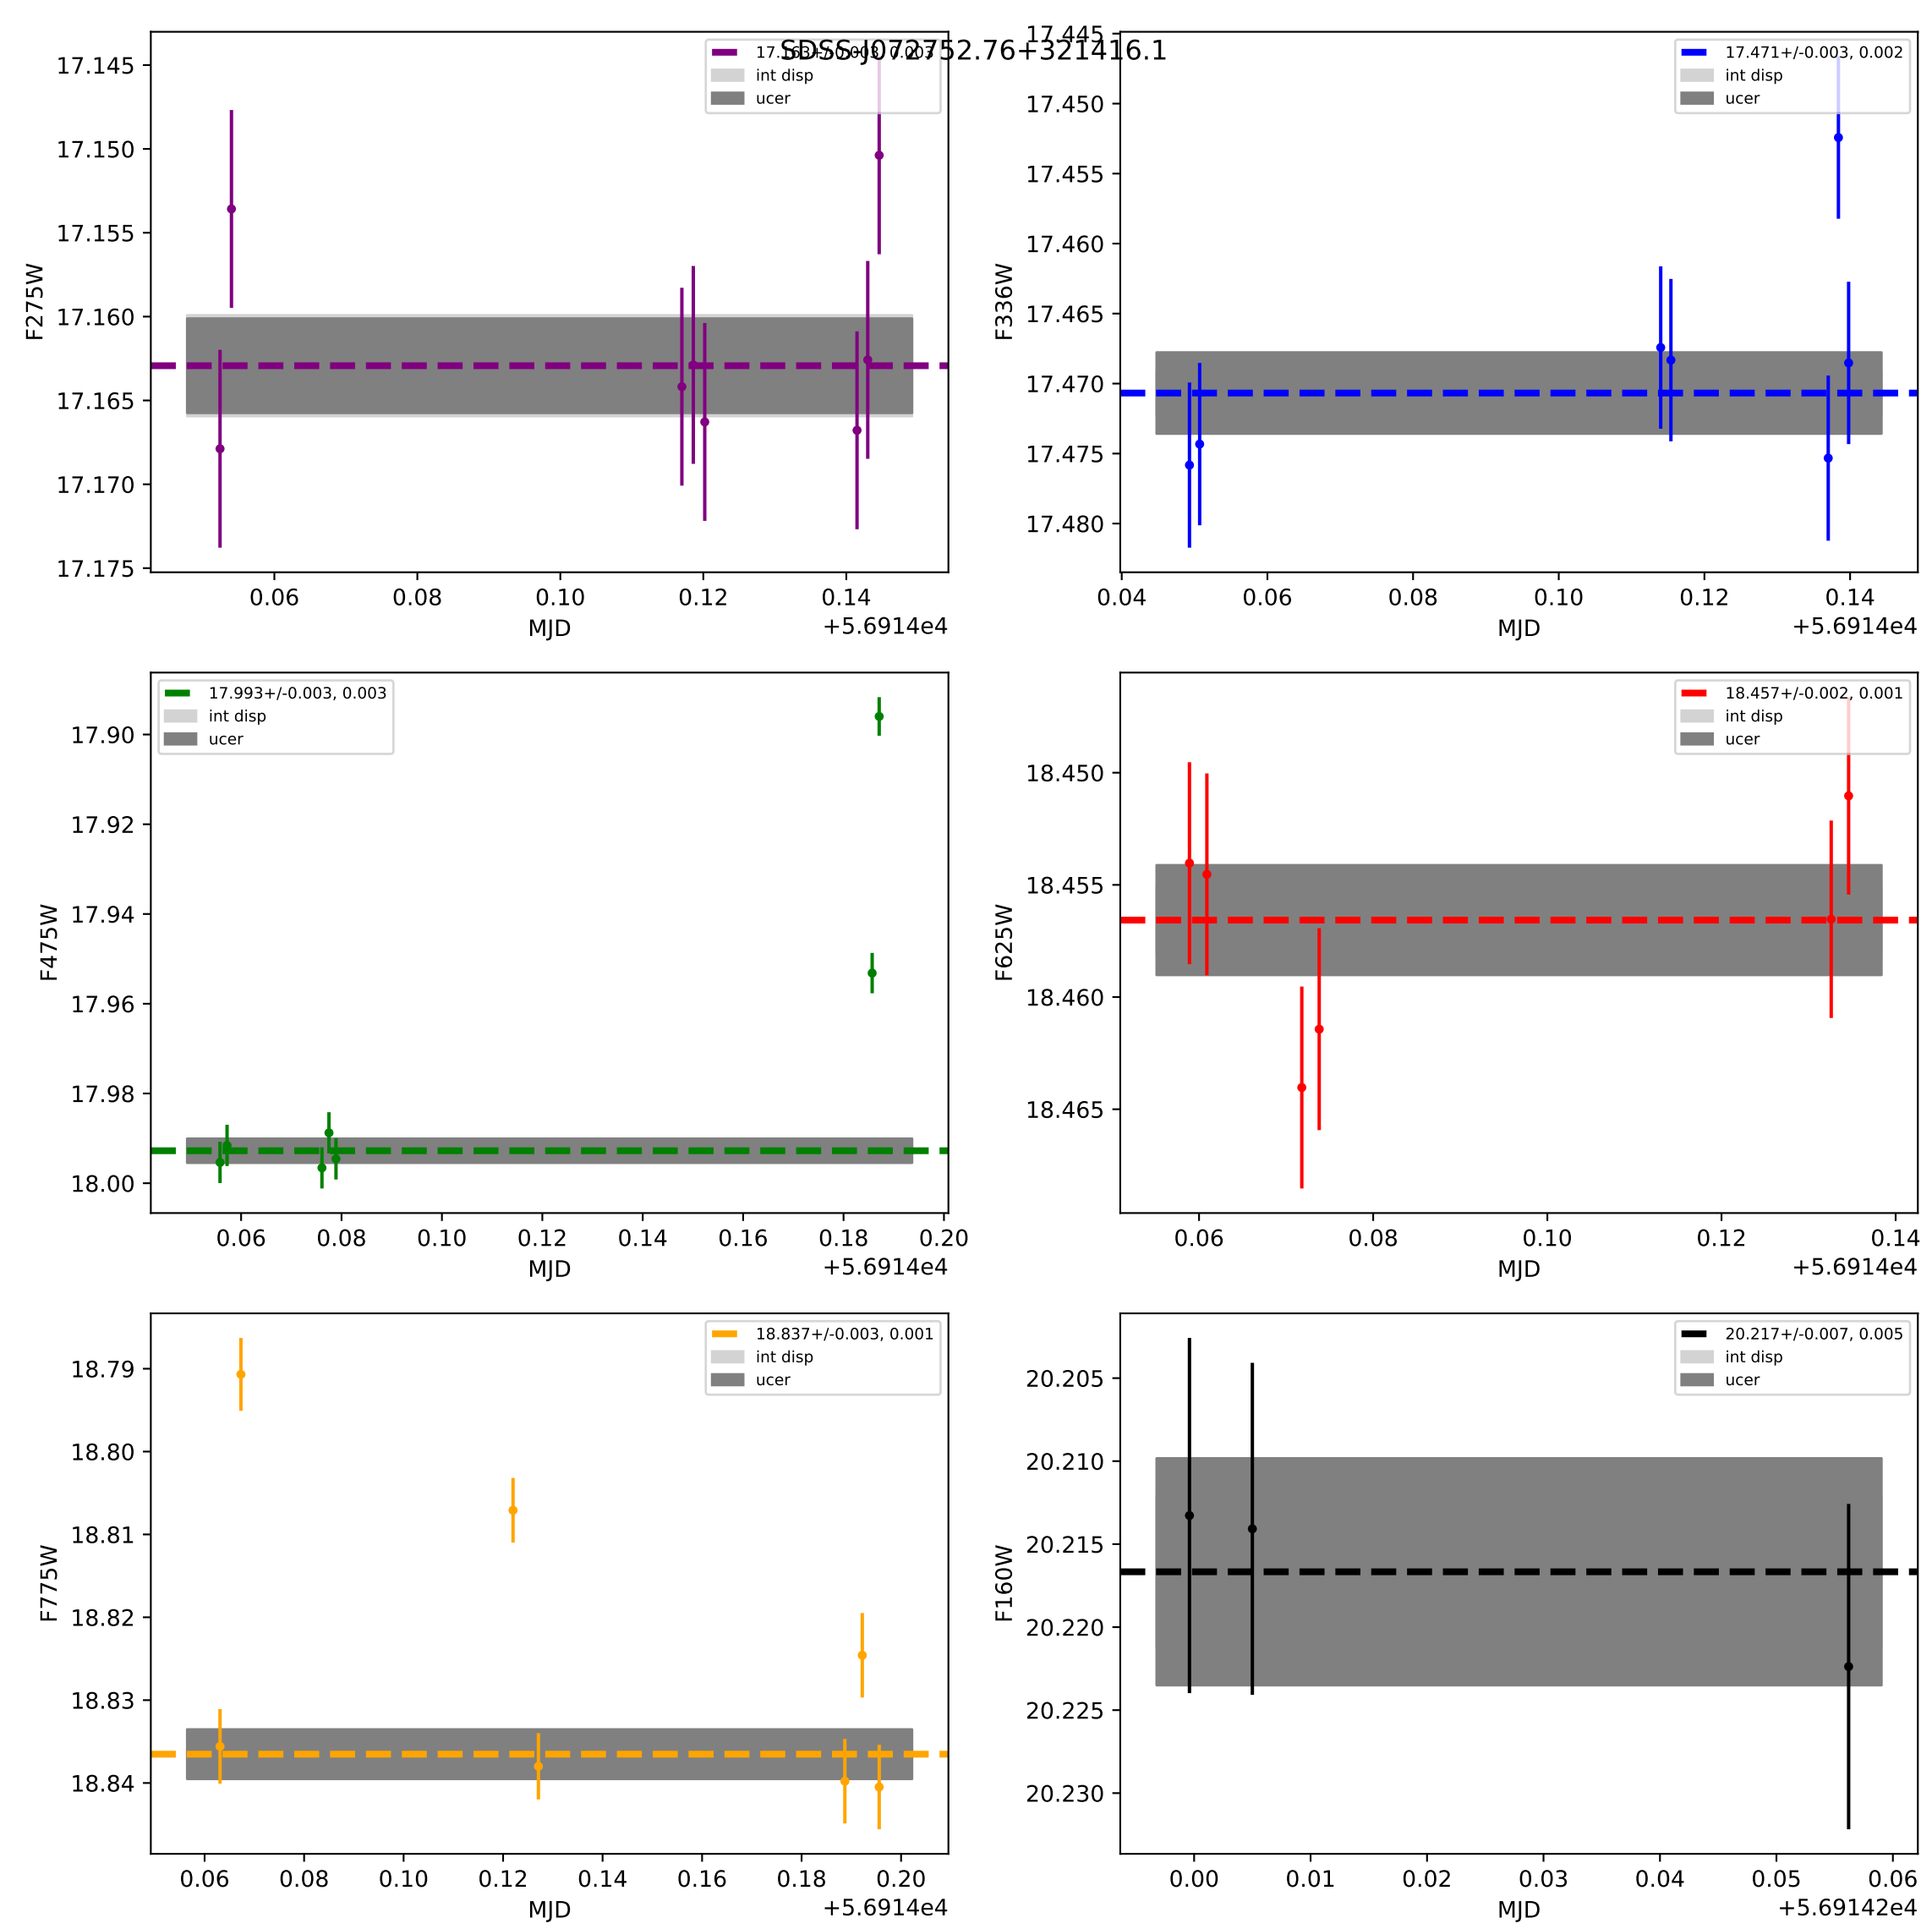 SDSS-J072752.76+321416.1
17.163+/-0.003, 0.003
int disp
ucer
17.145
17.150
17.155
17.160
17.165
17.170
17.175
F275W
0.06 0.08 0.10 0.12 0.14
+5.6914e4
MJD
17.471+/-0.003, 0.002
int disp
ucer
17.445
17.450
17.455
17.460
17.465
17.470
17.475
17.480
F336W
0.04 0.06 0.08 0.10 0.12 0.14
+5.6914e4
MJD
17.993+/-0.003, 0.003
int disp
ucer
17.90
17.92
17.94
17.96
17.98
18.00
F475W
0.06 0.08 0.10 0.12 0.14 0.16 0.18 0.20
+5.6914e4
MJD
18.457+/-0.002, 0.001
int disp
ucer
18.450
18.455
18.460
18.465
F625W
0.06 0.08 0.10 0.12 0.14
+5.6914e4
MJD
18.837+/-0.003, 0.001
int disp
ucer
18.79
18.80
18.81
18.82
18.83
18.84
F775W
0.06 0.08 0.10 0.12 0.14 0.16 0.18 0.20
+5.6914e4
MJD
20.217+/-0.007, 0.005
int disp
ucer
20.205
20.210
20.215
20.220
20.225
20.230
F160W
0.00 0.01 0.02 0.03 0.04 0.05 0.06
+5.69142e4
MJD